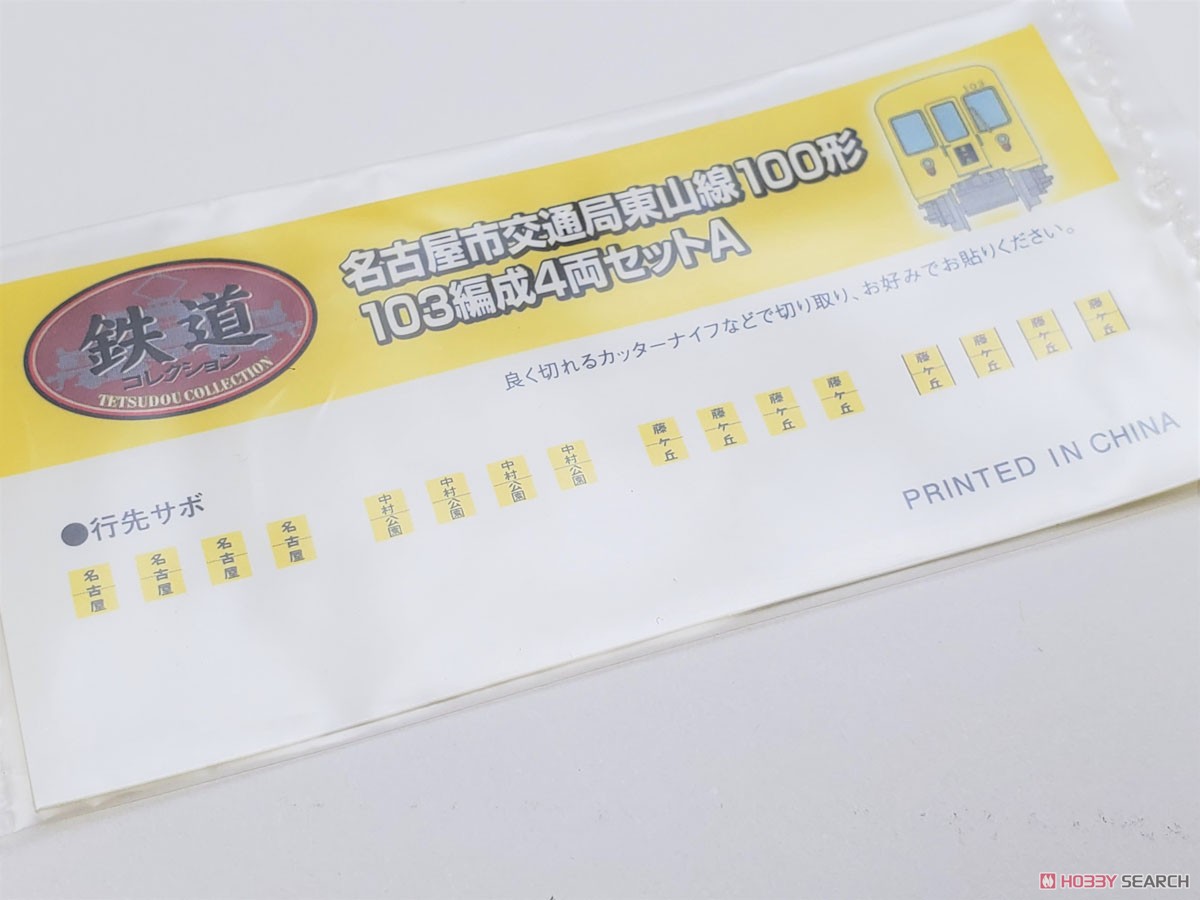 鉄道
コレクション
TETSUDOU COLLECTION
名古屋市交通局東山線100形
103編成4両セットA
103
良く切れるカッターナイフなどで切り取り、お好みでお貼りください。
●行先サボ
名古屋 名古屋 名古屋 名古屋 中村公園 中村公園 中村公園 中村公園 藤ケ丘 藤ケ丘 藤ケ丘 藤ケ丘 藤ケ丘 藤ケ丘 藤ケ丘 藤ケ丘
PRINTED IN CHINA
HOBBY SEARCH